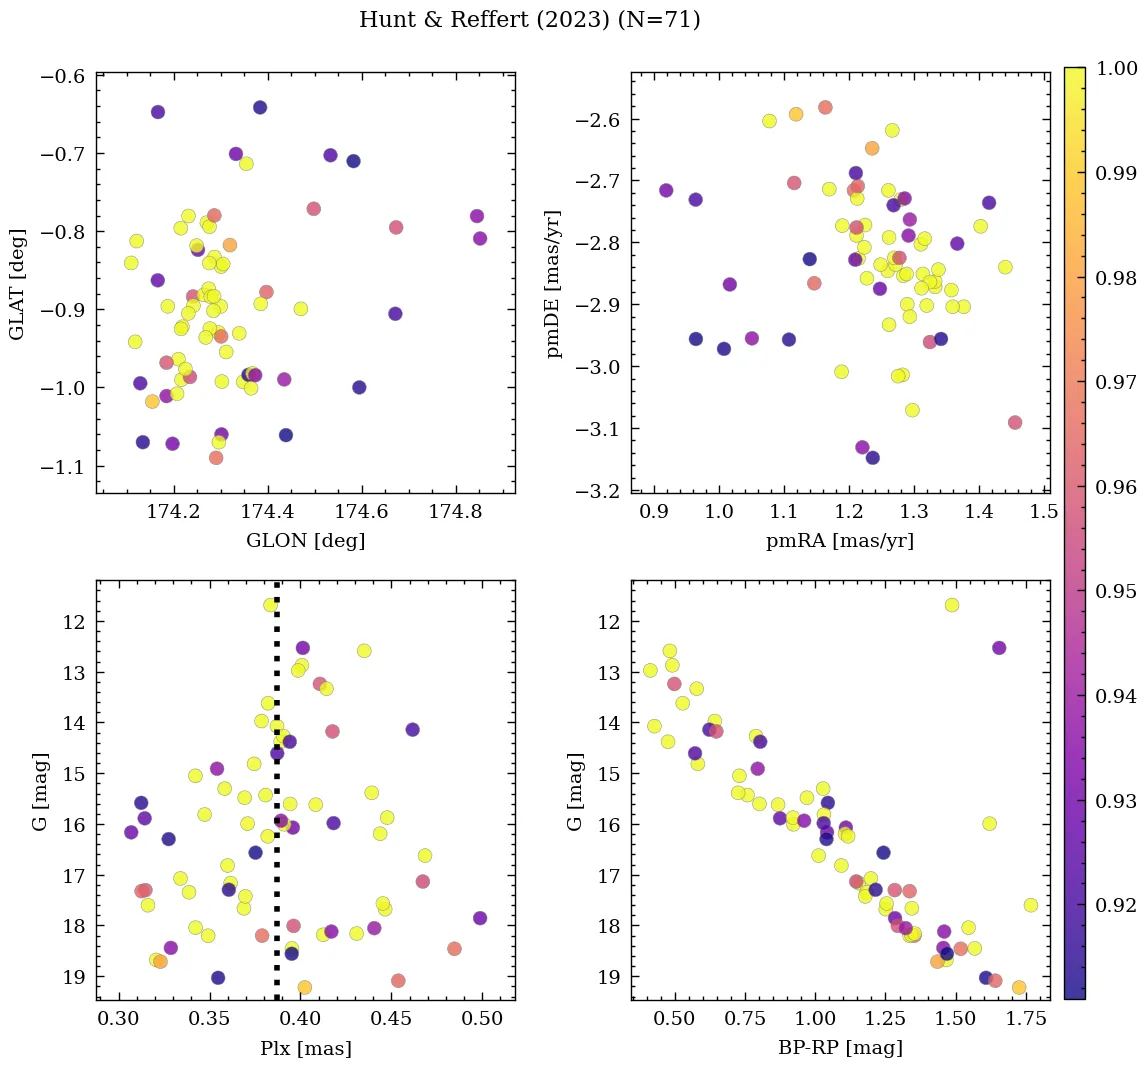 Hunt & Reffert (2023) (N=71)
−0.6
−0.7
−0.8
−0.9
−1.0
−1.1
GLAT [deg]
174.2 174.4 174.6 174.8
GLON [deg]
−2.6
−2.7
−2.8
−2.9
−3.0
−3.1
−3.2
pmDE [mas/yr]
0.9 1.0 1.1 1.2 1.3 1.4 1.5
pmRA [mas/yr]
12
13
14
15
16
17
18
19
G [mag]
0.30 0.35 0.40 0.45 0.50
Plx [mas]
12
13
14
15
16
17
18
19
G [mag]
0.50 0.75 1.00 1.25 1.50 1.75
BP-RP [mag]
1.00
0.99
0.98
0.97
0.96
0.95
0.94
0.93
0.92